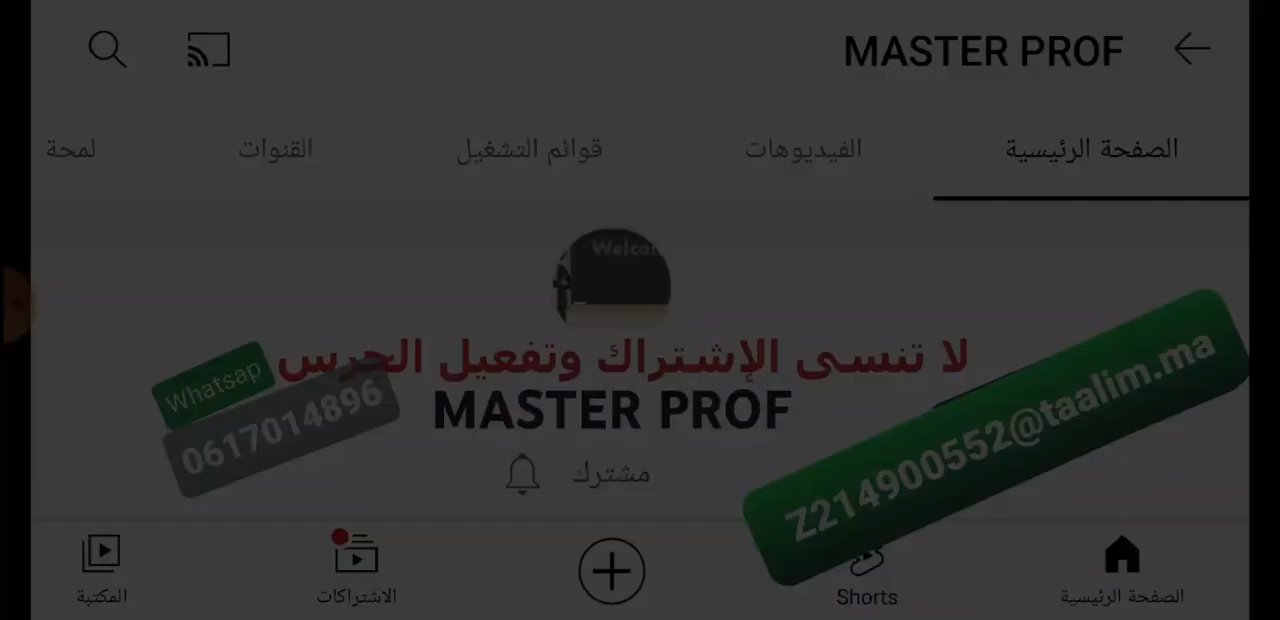 MASTER PROF
الصفحة الرئيسية
الفيديوهات
قوائم التشغيل
القنوات
لمحة
لا تنسى الإشتراك وتفعيل الجرس
Whatsap
0617014896
MASTER PROF
Z214900552@taalim.ma
مشترك
الصفحة الرئيسية
Shorts
الاشتراكات
المكتبة